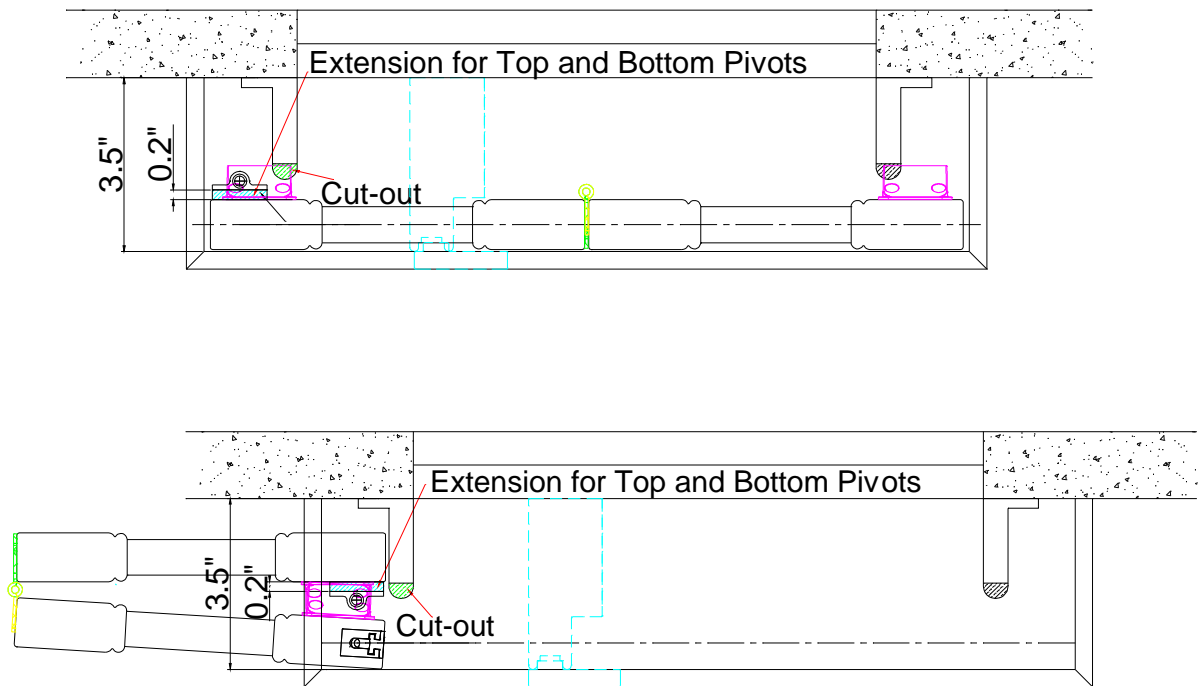 Extension for Top and Bottom Pivots
3.5"
0.2"
Cut-out
Extension for Top and Bottom Pivots
3.5"
0.2"
Cut-out